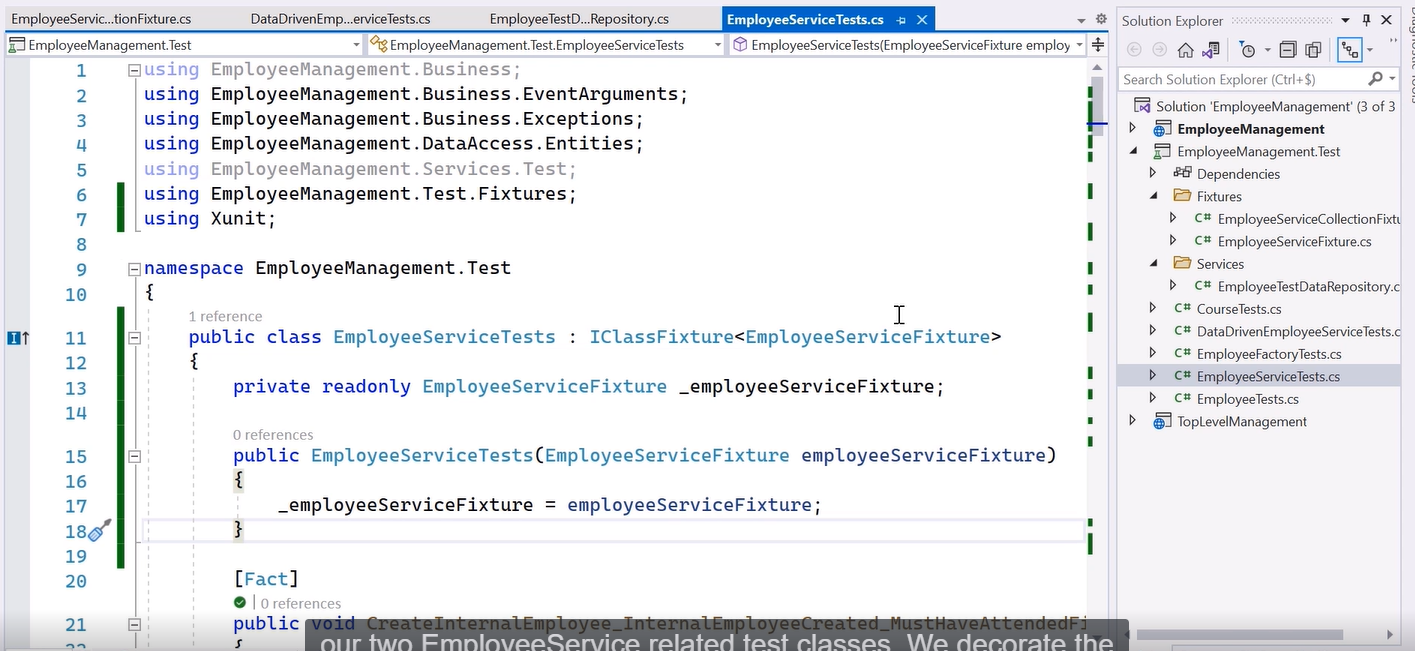 EmployeeServic...tionFixture.cs
DataDrivenEmp...erviceTests.cs
EmployeeTestD...Repository.cs
EmployeeServiceTests.cs
EmployeeManagement.Test
EmployeeManagement.Test.EmployeeServiceTests
EmployeeServiceTests(EmployeeServiceFixture employ
1 using EmployeeManagement.Business;
2 using EmployeeManagement.Business.EventArguments;
3 using EmployeeManagement.Business.Exceptions;
4 using EmployeeManagement.DataAccess.Entities;
5 using EmployeeManagement.Services.Test;
6 using EmployeeManagement.Test.Fixtures;
7 using Xunit;
8
9 namespace EmployeeManagement.Test
10 {
1 reference
11 public class EmployeeServiceTests : IClassFixture<EmployeeServiceFixture>
12 {
13 private readonly EmployeeServiceFixture _employeeServiceFixture;
14
0 references
15 public EmployeeServiceTests(EmployeeServiceFixture employeeServiceFixture)
16 {
17 _employeeServiceFixture = employeeServiceFixture;
18 }
19
20 [Fact]
0 references
21 public void CreateInternalEmployee_InternalEmployeeCreated_MustHaveAttendedFi
{
our two EmployeeService related test classes. We decorate the
Solution Explorer
Search Solution Explorer (Ctrl+$)
Solution 'EmployeeManagement' (3 of 3
EmployeeManagement
EmployeeManagement.Test
Dependencies
Fixtures
C# EmployeeServiceCollectionFixtu
C# EmployeeServiceFixture.cs
Services
C# EmployeeTestDataRepository.c
C# CourseTests.cs
C# DataDrivenEmployeeServiceTests.c
C# EmployeeFactoryTests.cs
C# EmployeeServiceTests.cs
C# EmployeeTests.cs
TopLevelManagement